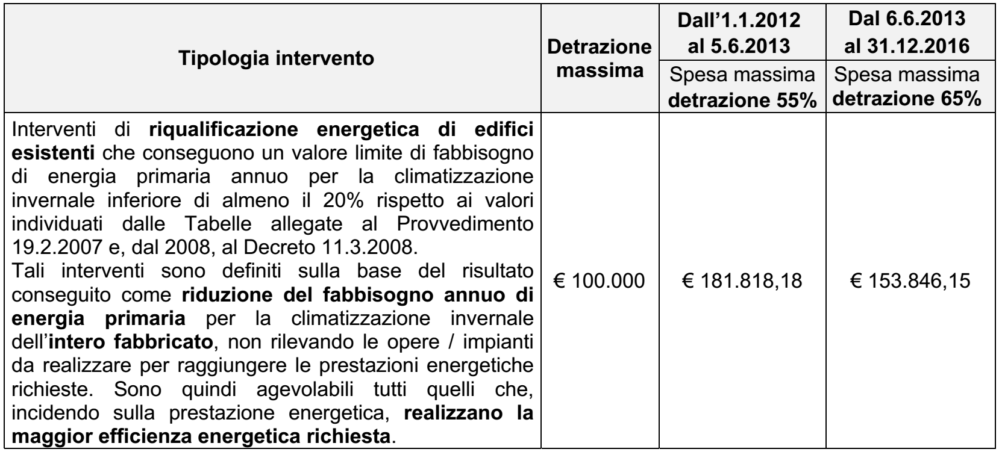 Tipologia intervento
Detrazione
massima
Dall’1.1.2012
al 5.6.2013
Dal 6.6.2013
al 31.12.2016
Spesa massima
detrazione 55%
Spesa massima
detrazione 65%
Interventi di riqualificazione energetica di edifici
esistenti che conseguono un valore limite di fabbisogno
di energia primaria annuo per la climatizzazione
invernale inferiore di almeno il 20% rispetto ai valori
individuati dalle Tabelle allegate al Provvedimento
19.2.2007 e, dal 2008, al Decreto 11.3.2008.
Tali interventi sono definiti sulla base del risultato
conseguito come riduzione del fabbisogno annuo di
energia primaria per la climatizzazione invernale
dell’intero fabbricato, non rilevando le opere / impianti
da realizzare per raggiungere le prestazioni energetiche
richieste. Sono quindi agevolabili tutti quelli che,
incidendo sulla prestazione energetica, realizzano la
maggior efficienza energetica richiesta.
€ 100.000
€ 181.818,18
€ 153.846,15